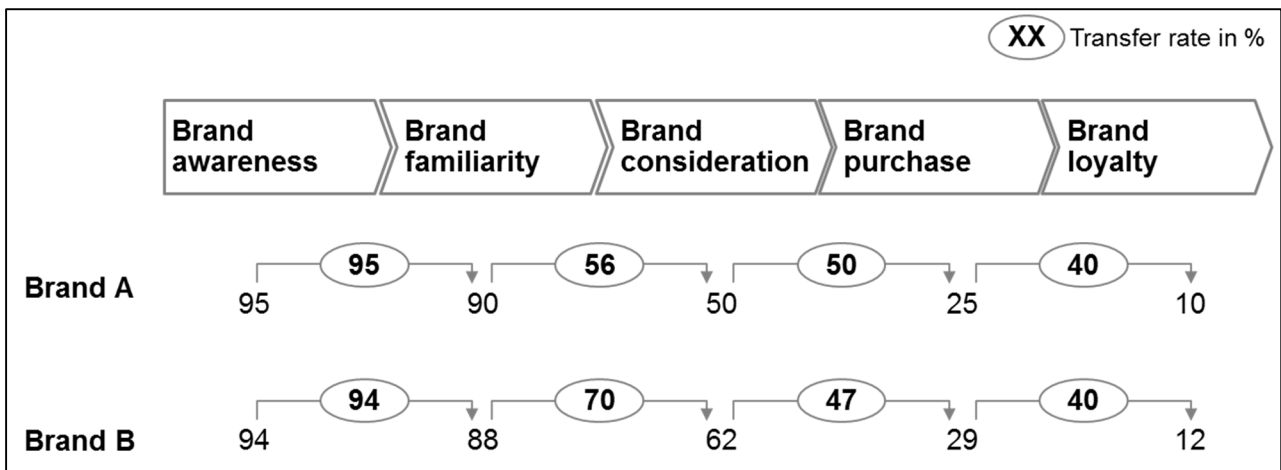 XX Transfer rate in %
Brand awareness
Brand familiarity
Brand consideration
Brand purchase
Brand loyalty
95 56 50 40
Brand A
95 90 50 25 10
94 70 47 40
Brand B
94 88 62 29 12